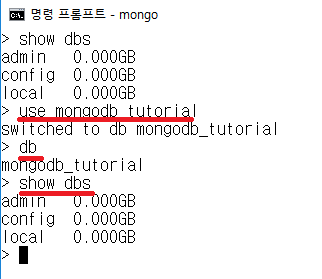 명령 프롬프트 - mongo
> show dbs
admin   0.000GB
config  0.000GB
local   0.000GB
> use mongodb_tutorial
switched to db mongodb_tutorial
> db
mongodb_tutorial
> show dbs
admin   0.000GB
config  0.000GB
local   0.000GB
>